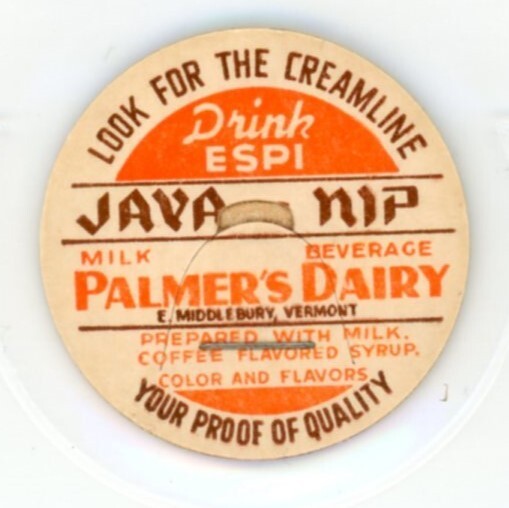 LOOK FOR THE CREAMLINE
Drink
ESPI
JAVA NIP
MILK BEVERAGE
PALMER'S DAIRY
E. MIDDLEBURY, VERMONT
PREPARED WITH MILK.
COFFEE FLAVORED SYRUP.
COLOR AND FLAVORS
YOUR PROOF OF QUALITY